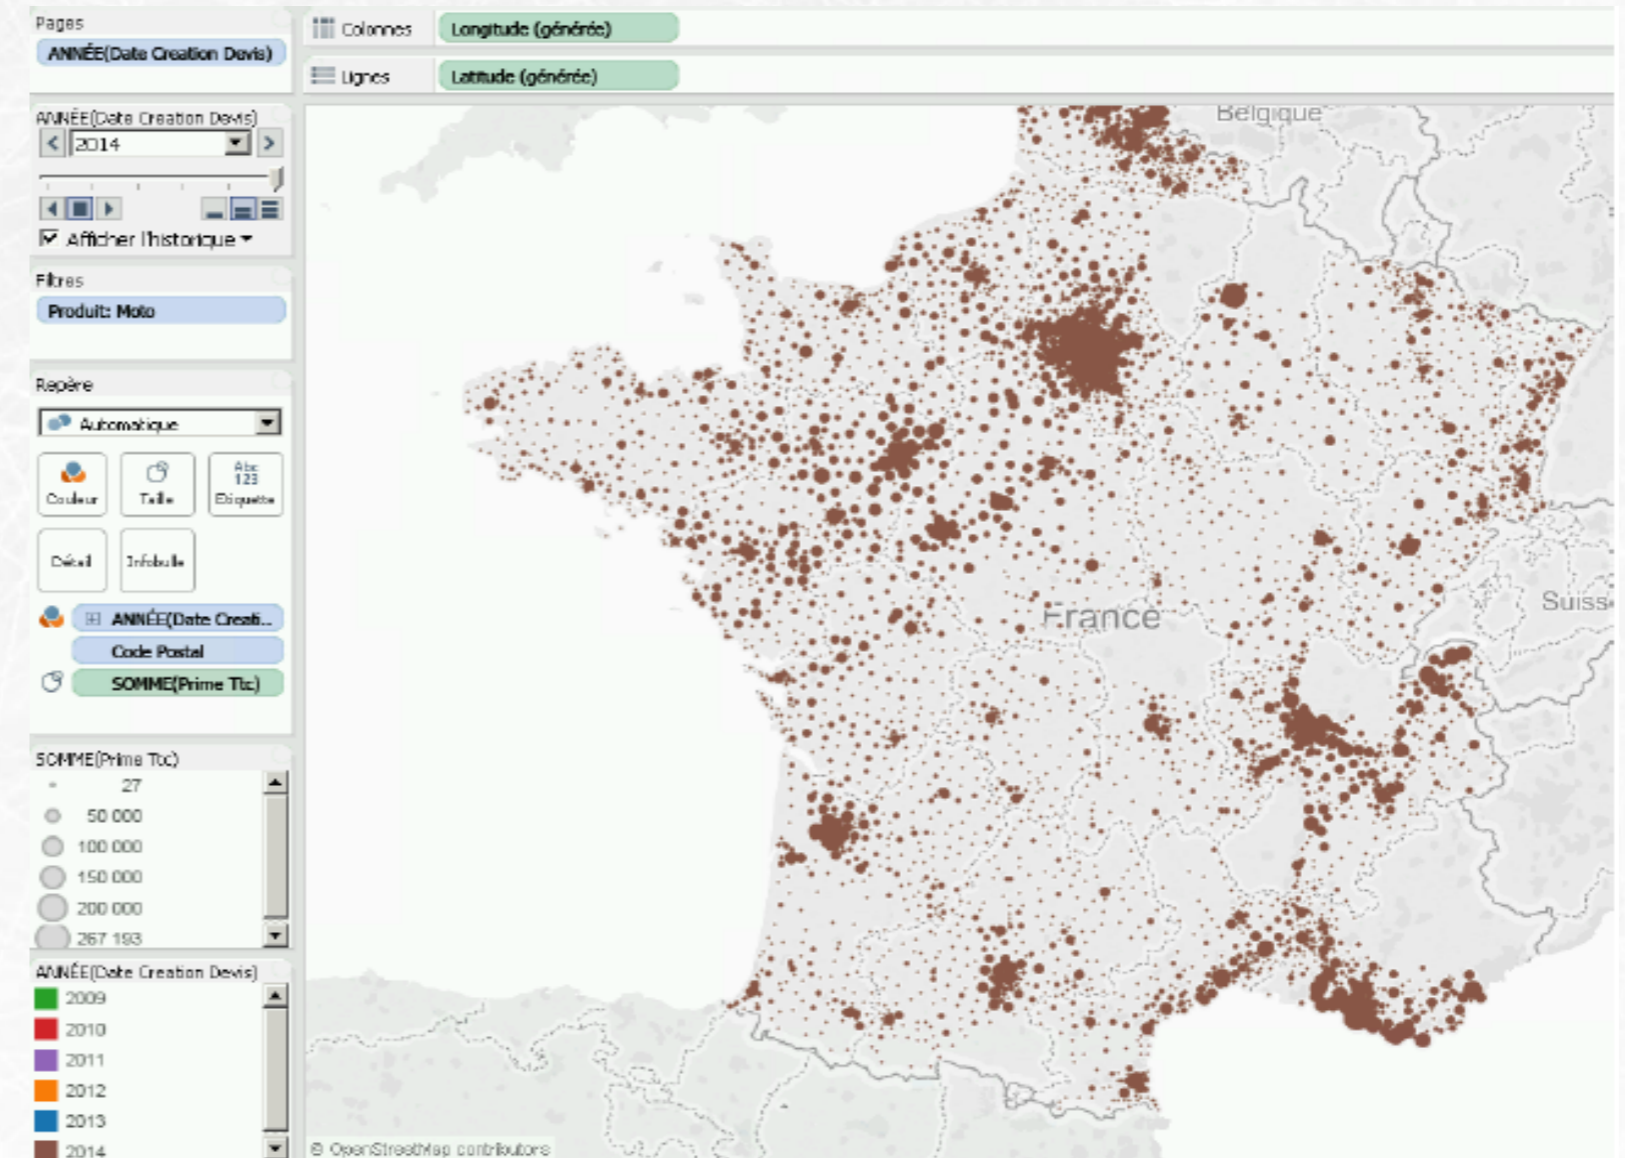 Pages
ANNÉE(Date Creation Devis)
Colonnes
Longitude (générée)
Lignes
Latitude (générée)
ANNÉE(Date Creation Devis)
2014
Afficher l'historique
Filtres
Produit: Moto
Repère
Automatique
Couleur
Taille
Abc
123
Etiquette
Détail
Infobulle
ANNÉE(Date Creati...
Code Postal
SOMME(Prime Ttc)
SOMME(Prime Ttc)
27
50 000
100 000
150 000
200 000
267 193
ANNÉE(Date Creation Devis)
2009
2010
2011
2012
2013
2014
Belgique
France
Suiss
© OpenStreetMap contributors